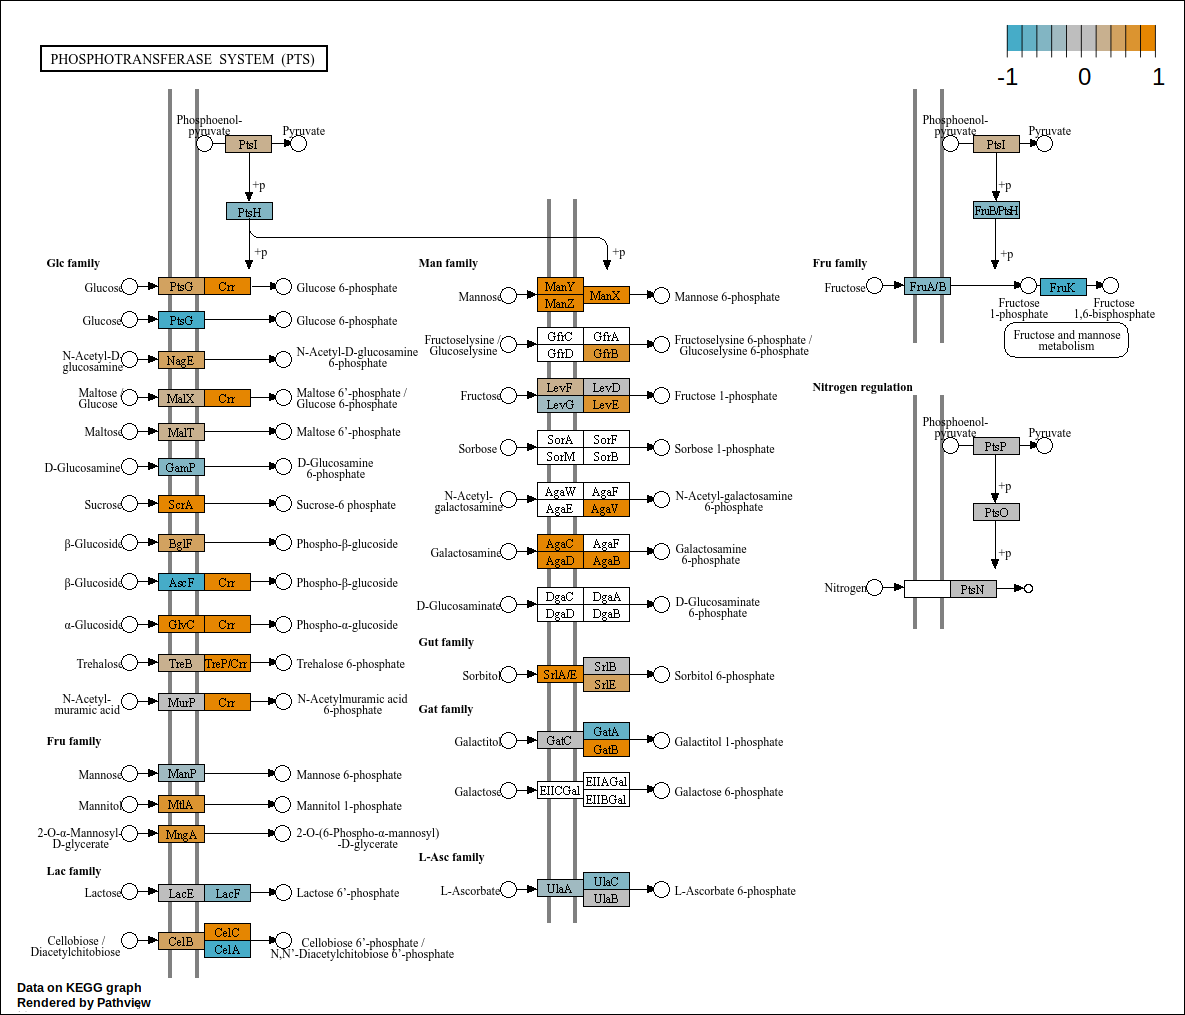 PHOSPHOTRANSFERASE SYSTEM (PTS)
-1 0 1
Phosphoenol-
pyruvate
Pyruvate
PtsI
+p
PtsH
+p
+p
Glc family
Glucose
PtsG
Crr
Glucose 6-phosphate
Glucose
PtsG
Glucose 6-phosphate
N-Acetyl-D-
glucosamine
NagE
N-Acetyl-D-glucosamine
6-phosphate
Maltose /
Glucose
MalX
Crr
Maltose 6'-phosphate /
Glucose 6-phosphate
Maltose
MalT
Maltose 6'-phosphate
D-Glucosamine
GamP
D-Glucosamine
6-phosphate
Sucrose
ScrA
Sucrose-6 phosphate
β-Glucoside
BglF
Phospho-β-glucoside
β-Glucoside
AscF
Crr
Phospho-β-glucoside
α-Glucoside
GlvC
Crr
Phospho-α-glucoside
Trehalose
TreB
TreP/Crr
Trehalose 6-phosphate
N-Acetyl-
muramic acid
MurP
Crr
N-Acetylmuramic acid
6-phosphate
Fru family
Mannose
ManP
Mannose 6-phosphate
Mannitol
MtlA
Mannitol 1-phosphate
2-O-α-Mannosyl-
D-glycerate
MngA
2-O-(6-Phospho-α-mannosyl)
-D-glycerate
Lac family
Lactose
LacE
LacF
Lactose 6'-phosphate
Cellobiose /
Diacetylchitobiose
CelB
CelC
CelA
Cellobiose 6'-phosphate /
N,N'-Diacetylchitobiose 6'-phosphate
Man family
Mannose
ManY
ManZ
ManX
Mannose 6-phosphate
Fructoselysine /
Glucoselysine
GfrC
GfrA
GfrD
GfrB
Fructoselysine 6-phosphate /
Glucoselysine 6-phosphate
Fructose
LevF
LevD
LevG
LevE
Fructose 1-phosphate
Sorbose
SorA
SorF
SorM
SorB
Sorbose 1-phosphate
N-Acetyl-
galactosamine
AgaW
AgaF
AgaE
AgaV
N-Acetyl-galactosamine
6-phosphate
Galactosamine
AgaC
AgaF
AgaD
AgaB
Galactosamine
6-phosphate
D-Glucosaminate
DgaC
DgaA
DgaD
DgaB
D-Glucosaminate
6-phosphate
Gut family
Sorbitol
SrlA/E
SrlB
SrlE
Sorbitol 6-phosphate
Gat family
Galactitol
GatC
GatA
GatB
Galactitol 1-phosphate
Galactose
EIICGal
EIIAGal
EIIBGal
Galactose 6-phosphate
L-Asc family
L-Ascorbate
UlaA
UlaC
UlaB
L-Ascorbate 6-phosphate
Phosphoenol-
pyruvate
Pyruvate
PtsI
+p
FruB/PtsH
+p
Fru family
Fructose
FruA/B
FruK
Fructose
1-phosphate
Fructose
1,6-bisphosphate
Fructose and mannose
metabolism
Nitrogen regulation
Phosphoenol-
pyruvate
Pyruvate
PtsP
+p
PtsO
+p
Nitrogen
PtsN
Data on KEGG graph
Rendered by Pathview